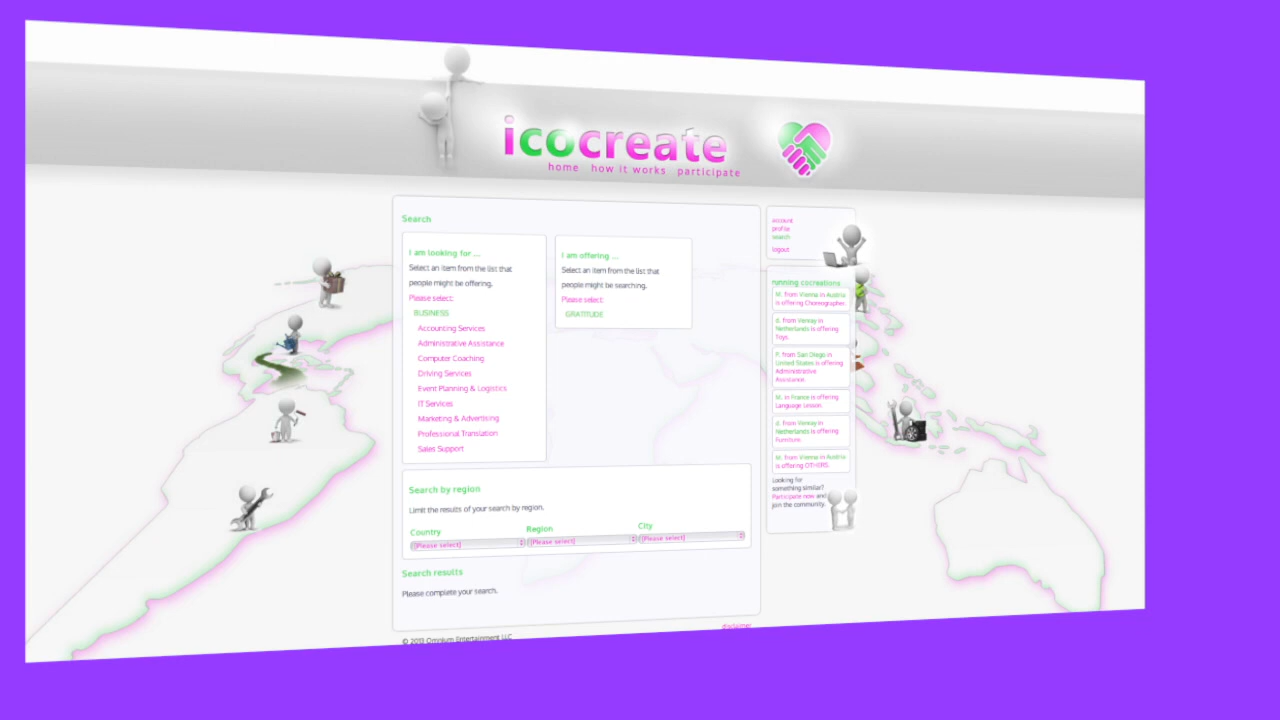 icocreate
home how it works participate
Search
I am looking for ...
Select an item from the list that
people might be offering.
Please select:
BUSINESS
Accounting Services
Administrative Assistance
Computer Coaching
Driving Services
Event Planning & Logistics
IT Services
Marketing & Advertising
Professional Translation
Sales Support
I am offering ...
Select an item from the list that
people might be searching.
Please select:
GRATITUDE
Search by region
Limit the results of your search by region.
Country
Region
City
[Please select]
[Please select]
[Please select]
Search results
Please complete your search.
account
profile
search
logout
running cocreations
M. from Vienna in Austria
is offering Choreographer.
d. from Venray in
Netherlands is offering
Toys.
P. from San Diego in
United States is offering
Administrative
Assistance.
M. in France is offering
Language Lesson.
d. from Venray in
Netherlands is offering
Furniture.
M. from Vienna in Austria
is offering OTHERS.
Looking for
something similar?
Participate now and
join the community.
disclaimer
© 2013 Omnium Entertainment LLC